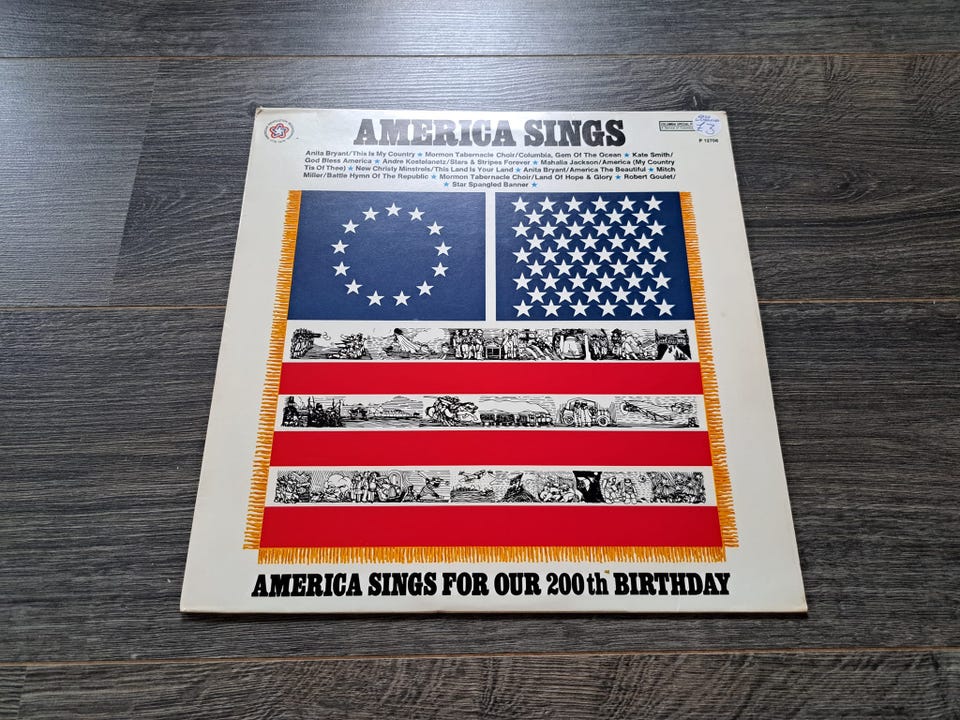 AMERICA SINGS
COLUMBIA SPECIAL P
P 12706
£3
Anita Bryant/This Is My Country ★ Mormon Tabernacle Choir/Columbia, Gem Of The Ocean ★ Kate Smith/
God Bless America ★ Andre Kostelanetz/Stars & Stripes Forever ★ Mahalia Jackson/America (My Country
Tis Of Thee) ★ New Christy Minstrels/This Land Is Your Land ★ Anita Bryant/America The Beautiful ★ Mitch
Miller/Battle Hymn Of The Republic ★ Mormon Tabernacle Choir/Land Of Hope & Glory ★ Robert Goulet/
★ Star Spangled Banner ★
AMERICA SINGS FOR OUR 200th BIRTHDAY